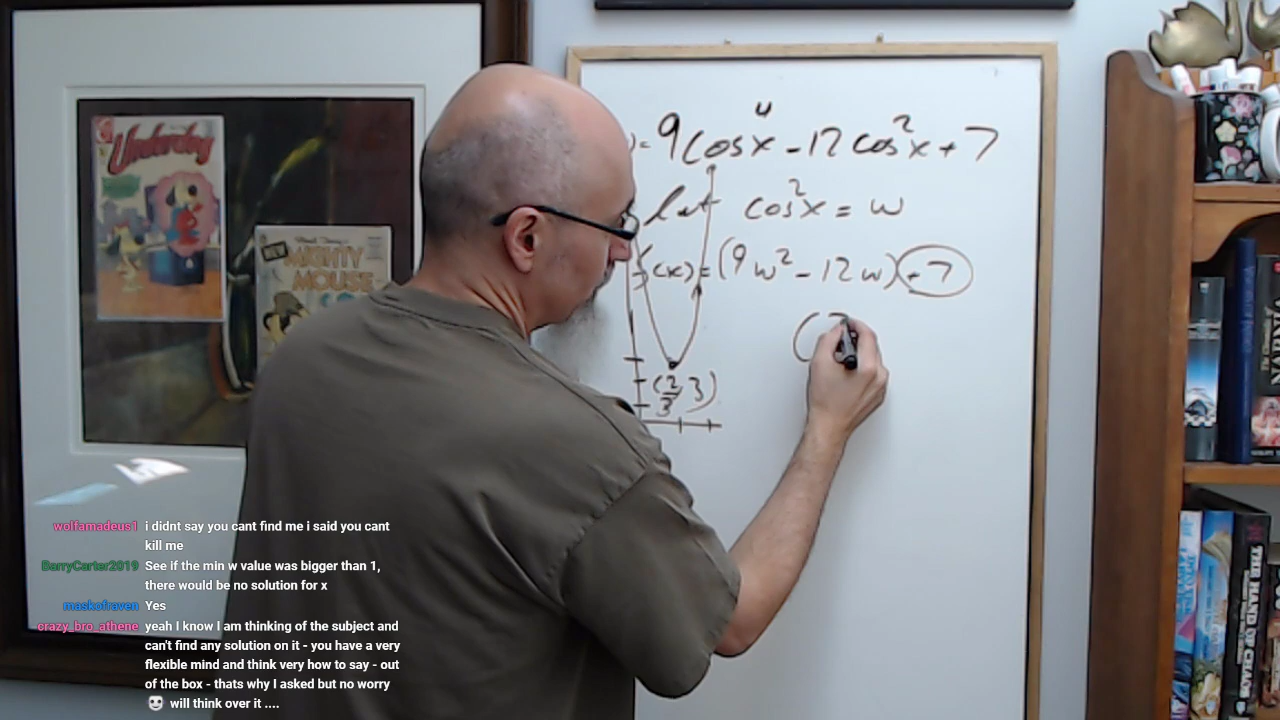 Underdog
NEW
MIGHTY
MOUSE
)= 9cos⁴x - 12cos²x + 7
let cos²x = w
f(x) = (9w² - 12w) + 7
(2/3, 3)
THE HAND OF CHAOS
wolfamadeus1 i didnt say you cant find me i said you cant
kill me
BarryCarter2019 See if the min w value was bigger than 1,
there would be no solution for x
maskofraven Yes
crazy_bro_athene yeah I know I am thinking of the subject and
can't find any solution on it - you have a very
flexible mind and think very how to say - out
of the box - thats why I asked but no worry
will think over it ....